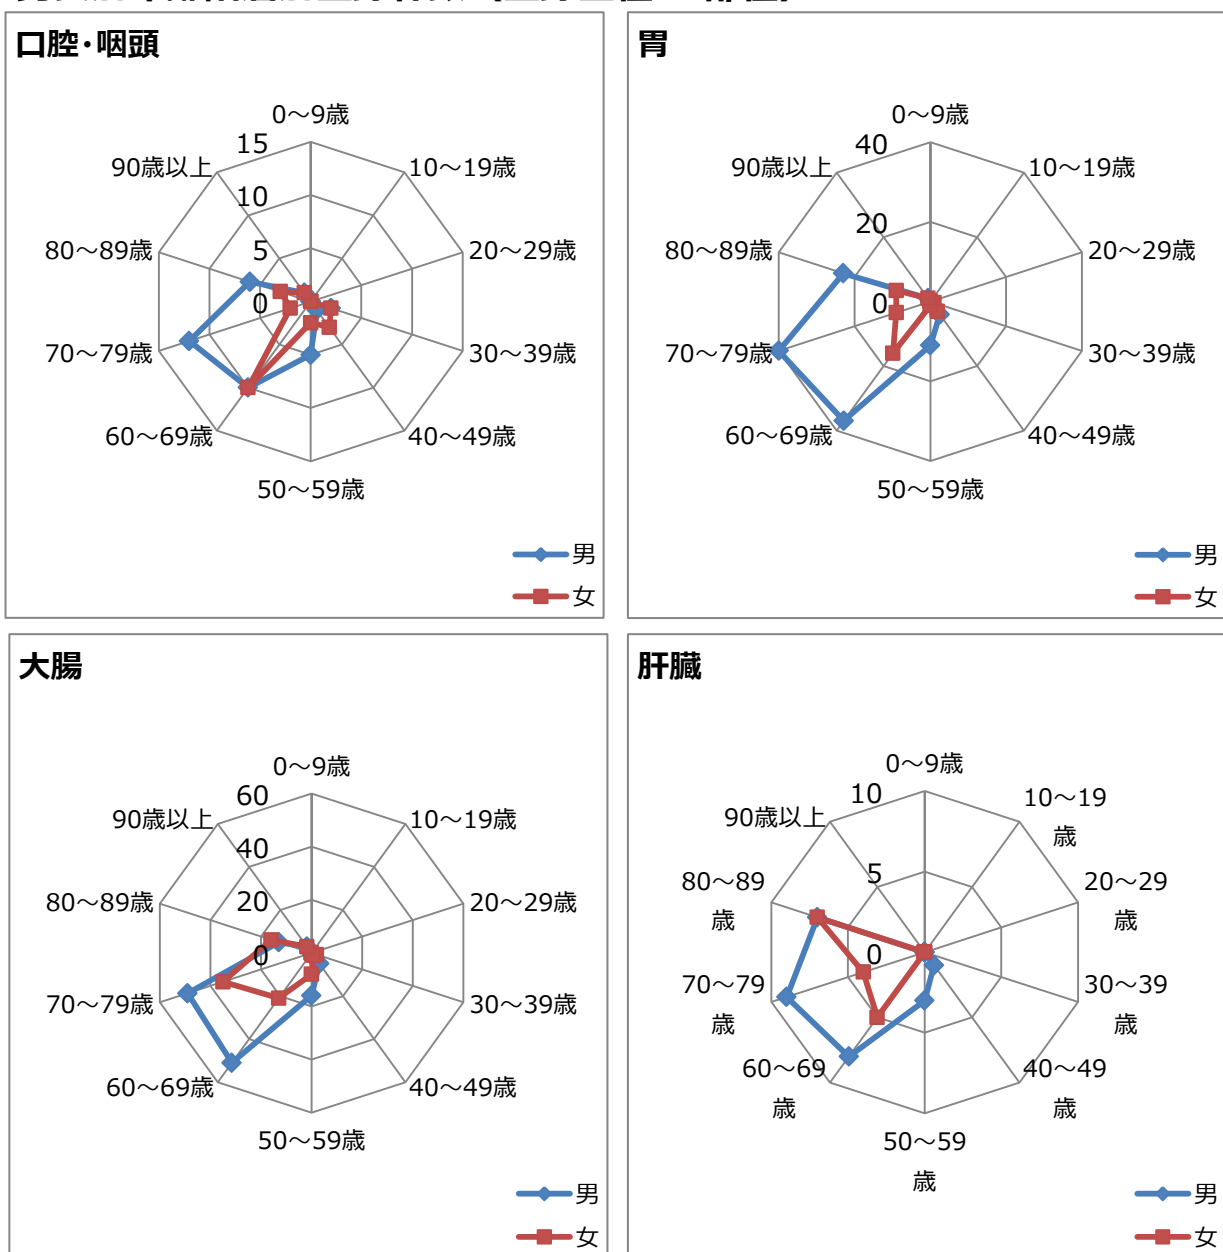 口腔･咽頭
0～9歳
15
10～19歳
90歳以上
10
80～89歳
5
20～29歳
0
70～79歳
30～39歳
60～69歳
40～49歳
50～59歳
男
女
胃
0～9歳
40
10～19歳
90歳以上
20
80～89歳
20～29歳
0
70～79歳
30～39歳
60～69歳
40～49歳
50～59歳
男
女
大腸
0～9歳
60
10～19歳
90歳以上
40
80～89歳
20
20～29歳
0
70～79歳
30～39歳
60～69歳
40～49歳
50～59歳
男
女
肝臓
0～9歳
10
10～19
歳
90歳以上
5
80～89
歳
20～29
歳
0
70～79
歳
30～39
歳
60～69
歳
40～49
歳
50～59
歳
男
女